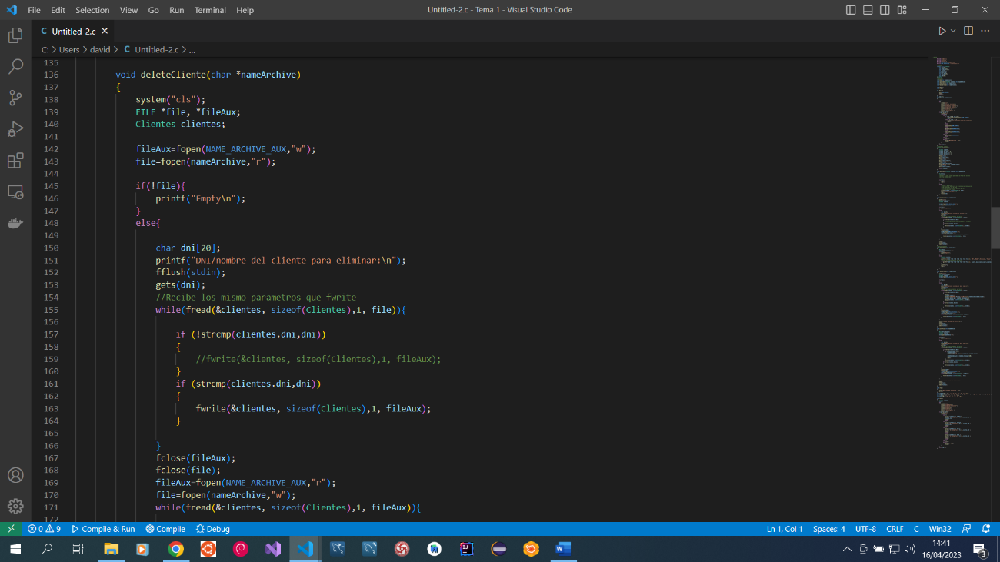 File Edit Selection View Go Run Terminal Help Untitled-2.c - Tema 1 - Visual Studio Code
C Untitled-2.c
C: > Users > david > C Untitled-2.c > ...
135
136 void deleteCliente(char *nameArchive)
137 {
138 system("cls");
139 FILE *file, *fileAux;
140 Clientes clientes;
141
142 fileAux=fopen(NAME_ARCHIVE_AUX,"w");
143 file=fopen(nameArchive,"r");
144
145 if(!file){
146 printf("Empty\n");
147 }
148 else{
149
150 char dni[20];
151 printf("DNI/nombre del cliente para eliminar:\n");
152 fflush(stdin);
153 gets(dni);
154 //Recibe los mismo parametros que fwrite
155 while(fread(&clientes, sizeof(Clientes),1, file)){
156
157 if (!strcmp(clientes.dni,dni))
158 {
159 //fwrite(&clientes, sizeof(Clientes),1, fileAux);
160 }
161 if (strcmp(clientes.dni,dni))
162 {
163 fwrite(&clientes, sizeof(Clientes),1, fileAux);
164 }
165
166 }
167 fclose(fileAux);
168 fclose(file);
169 fileAux=fopen(NAME_ARCHIVE_AUX,"r");
170 file=fopen(nameArchive,"w");
171 while(fread(&clientes, sizeof(Clientes),1, fileAux)){
172
0 9 Compile & Run Compile Debug Ln 1, Col 1 Spaces: 4 UTF-8 CRLF C Win32
14:41
16/04/2023 3